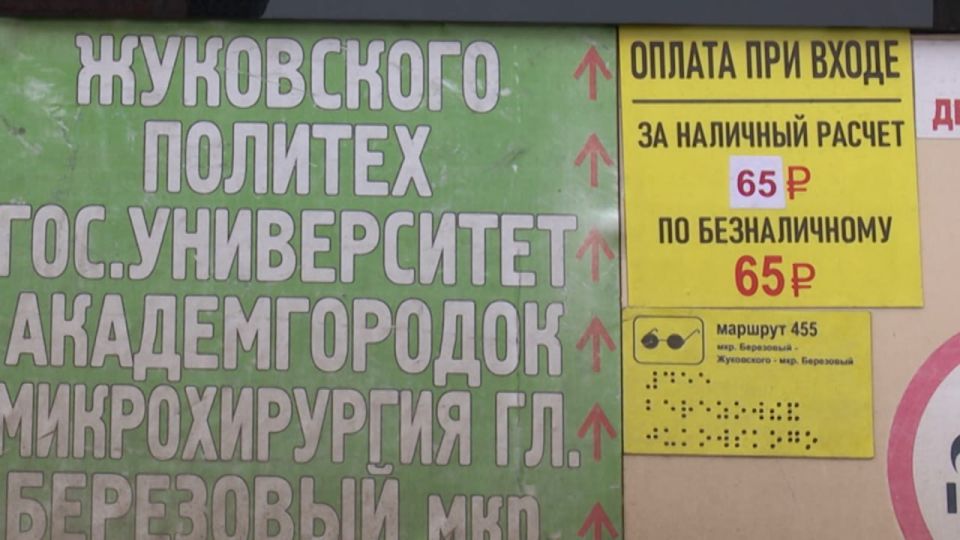 ЖУКОВСКОГО
ПОЛИТЕХ
ГОС.УНИВЕРСИТЕТ
АКАДЕМГОРОДОК
МИКРОХИРУРГИЯ ГЛ.
БЕРЕЗОВЫЙ мкр
ОПЛАТА ПРИ ВХОДЕ
ЗА НАЛИЧНЫЙ РАСЧЕТ
65 ₽
ПО БЕЗНАЛИЧНОМУ
65 ₽
маршрут 455
мкр. Березовый -
Жуковского - мкр. Березовый